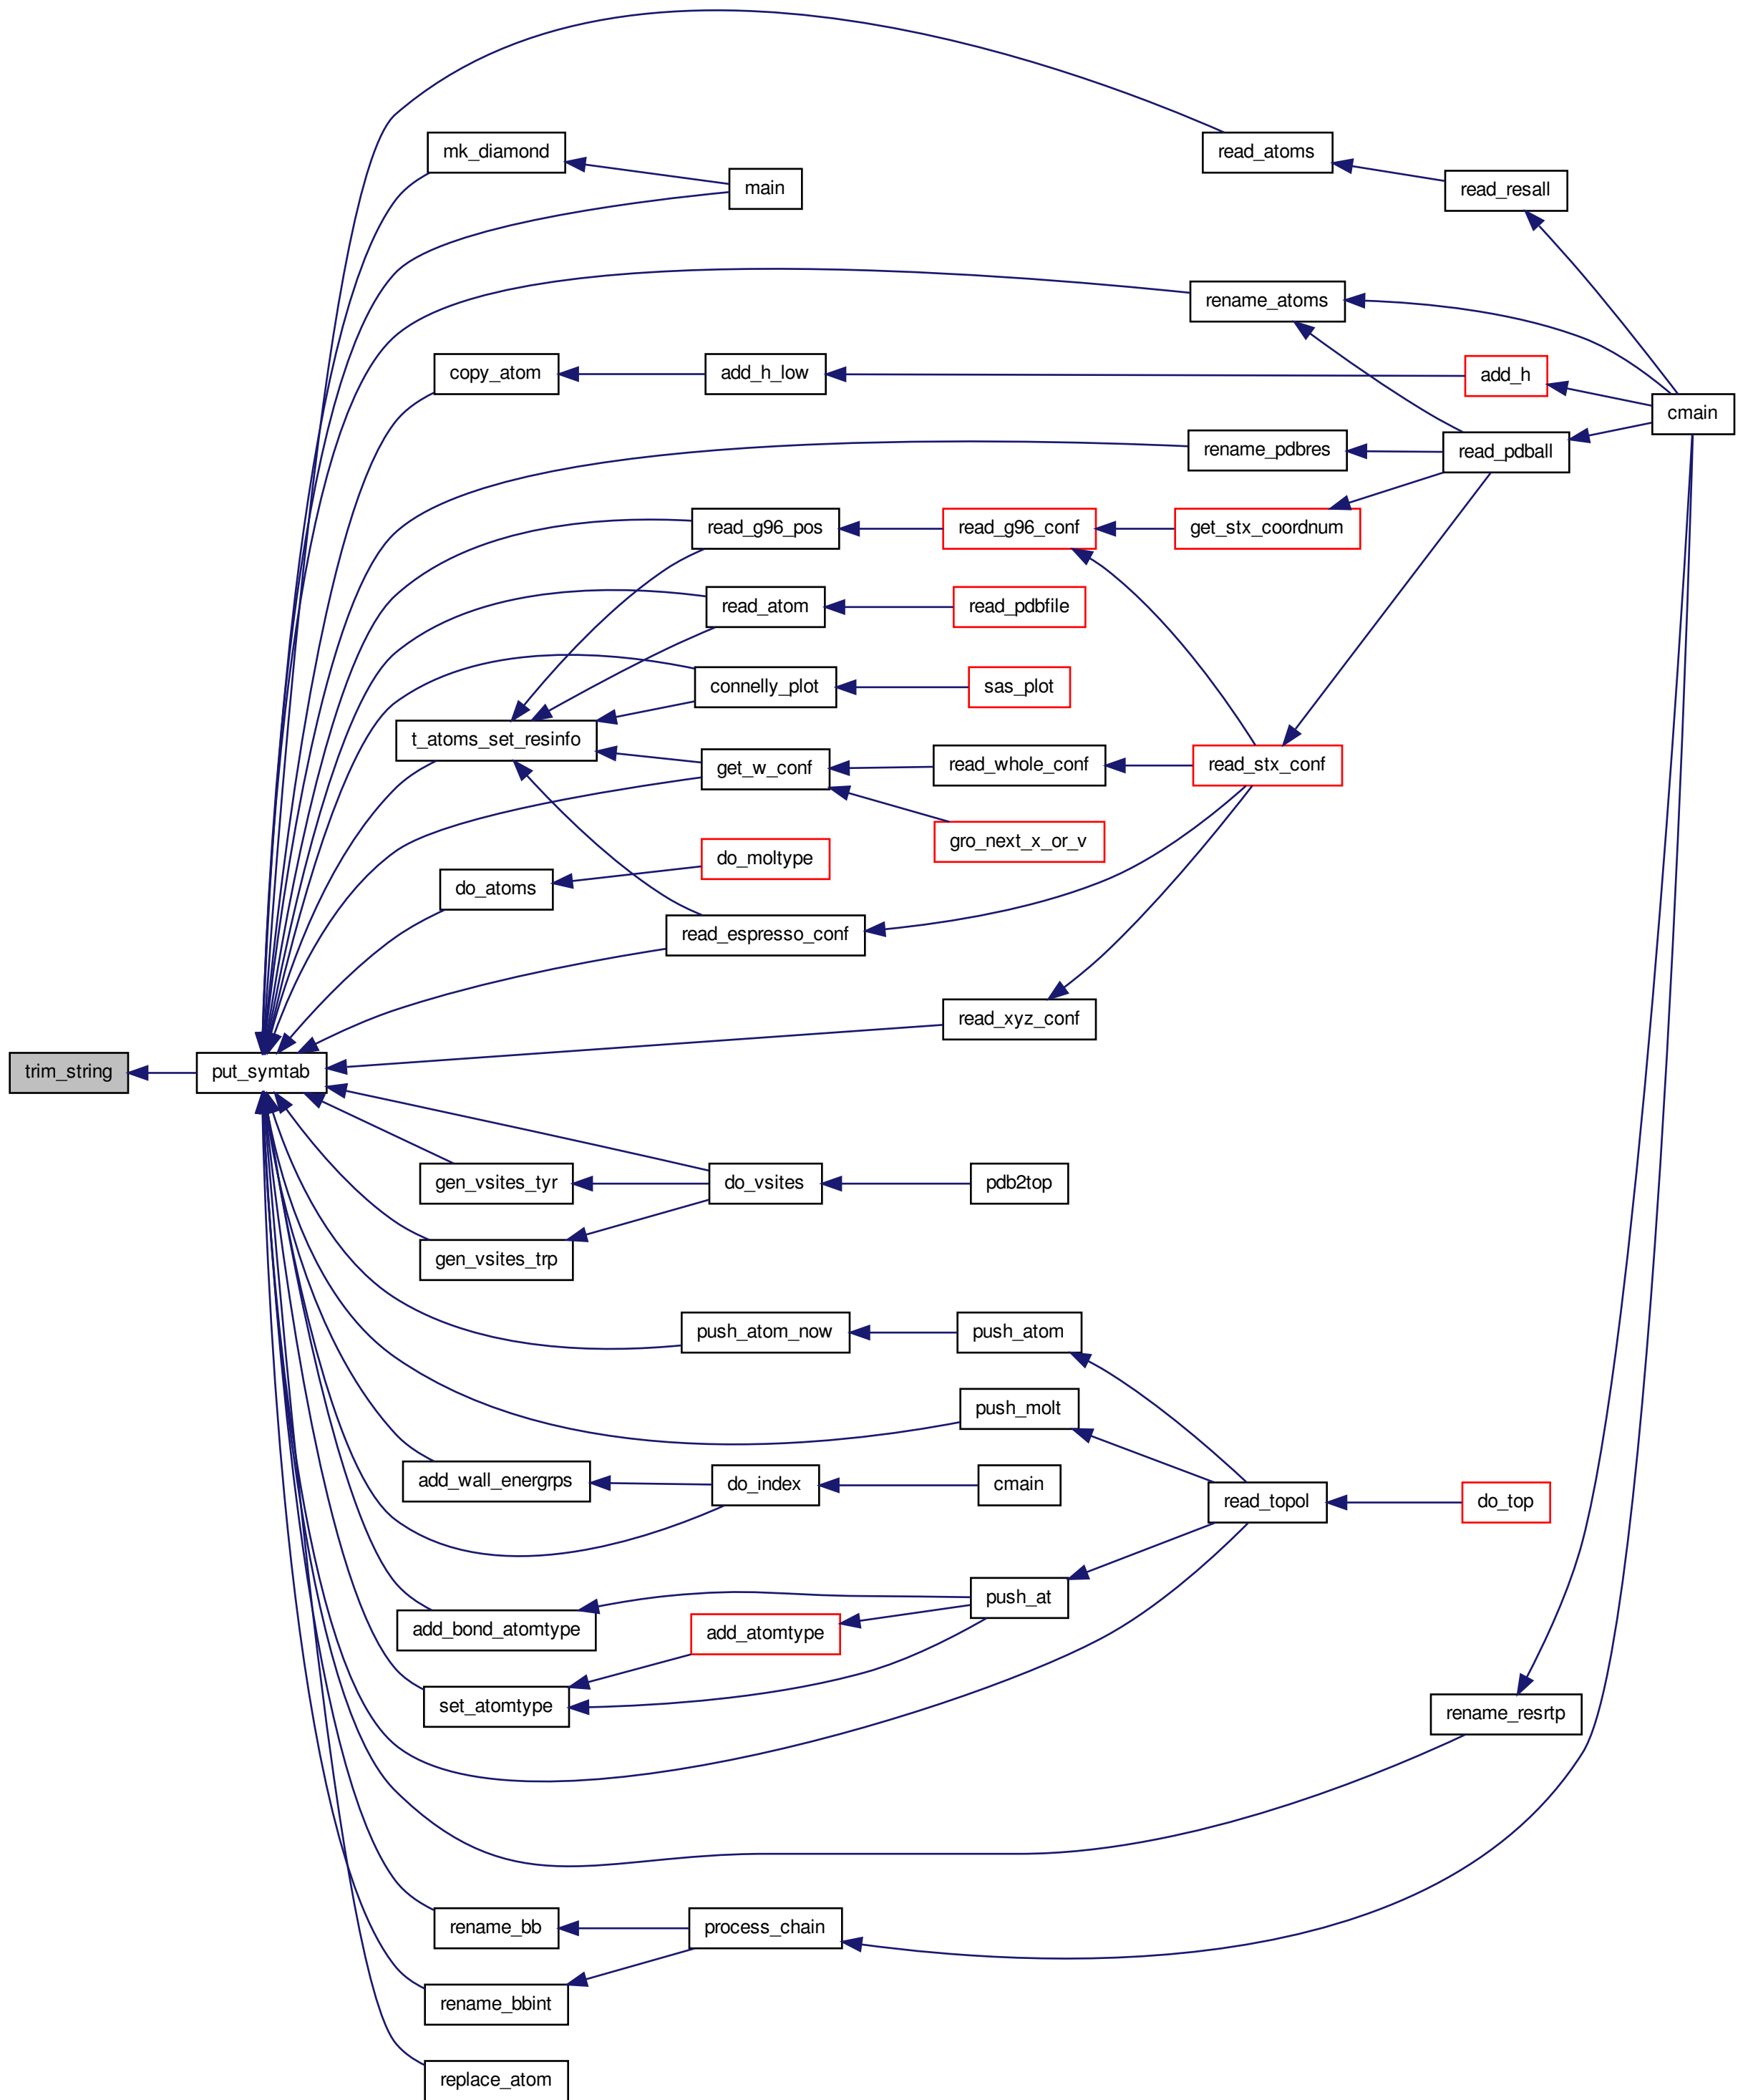 mk_diamond
read_atoms
main
read_resall
rename_atoms
copy_atom
add_h_low
add_h
cmain
rename_pdbres
read_pdball
read_g96_pos
read_g96_conf
get_stx_coordnum
read_atom
read_pdbfile
connelly_plot
sas_plot
t_atoms_set_resinfo
get_w_conf
read_whole_conf
read_stx_conf
gro_next_x_or_v
do_moltype
do_atoms
read_espresso_conf
read_xyz_conf
trim_string
put_symtab
gen_vsites_tyr
do_vsites
pdb2top
gen_vsites_trp
push_atom_now
push_atom
push_molt
add_wall_energrps
do_index
cmain
read_topol
do_top
push_at
add_bond_atomtype
add_atomtype
set_atomtype
rename_resrtp
rename_bb
process_chain
rename_bbint
replace_atom